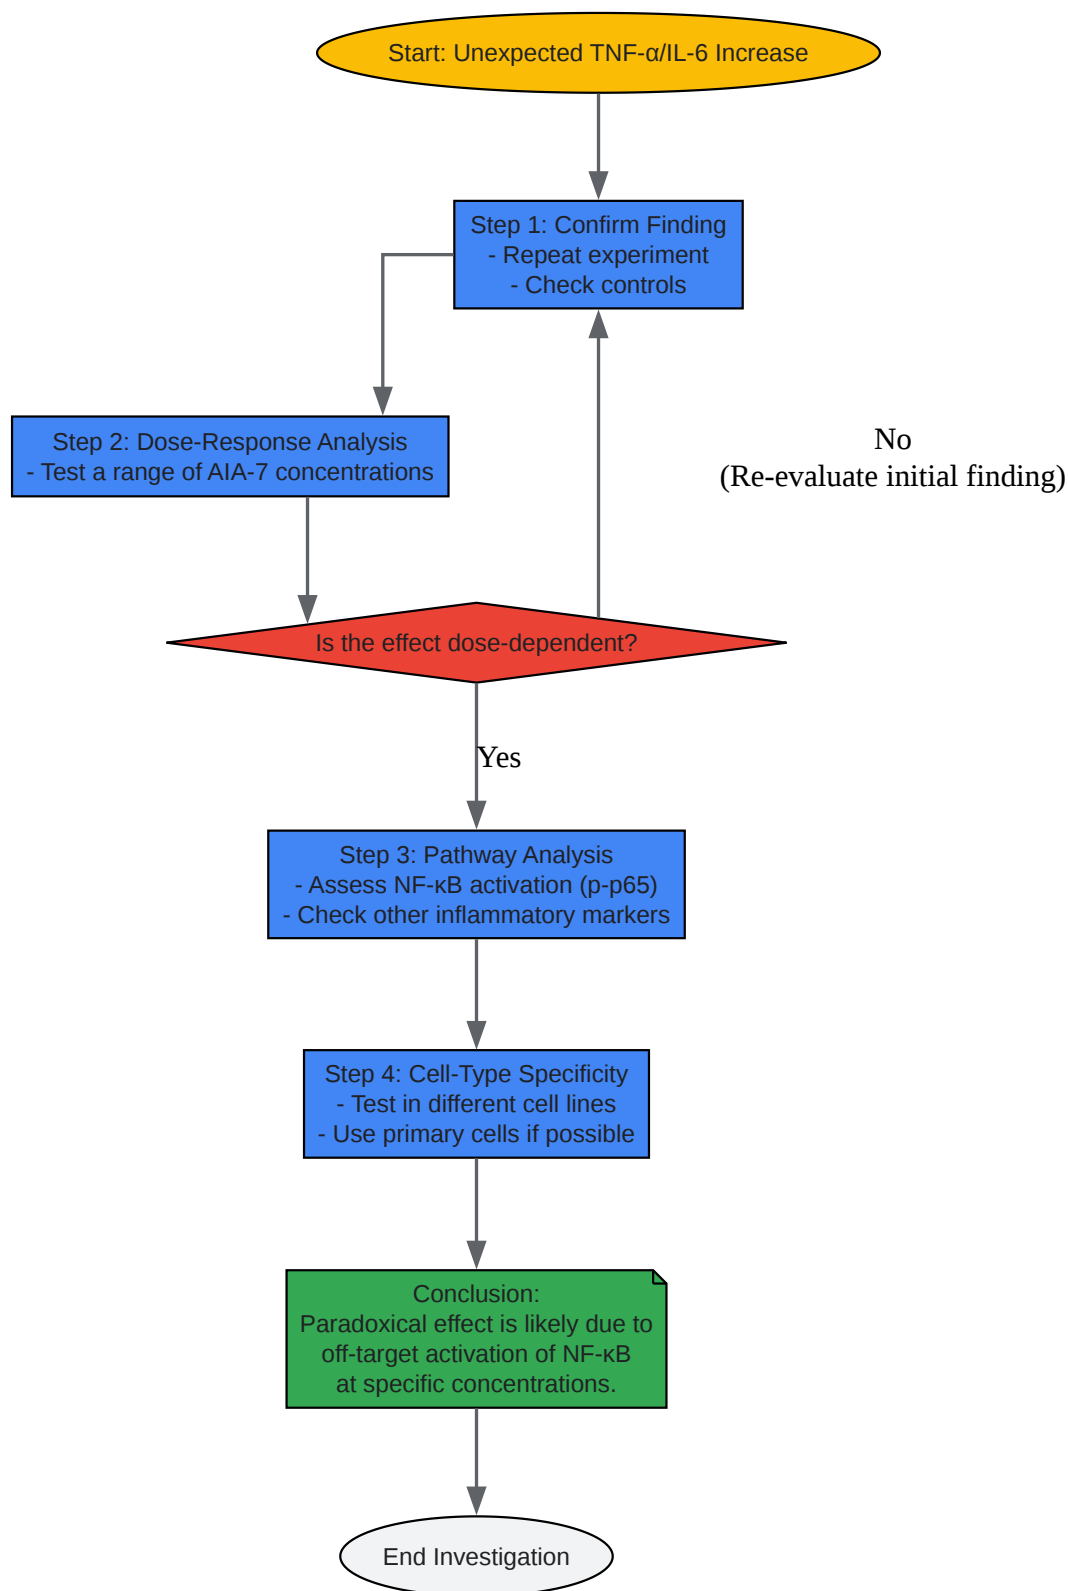 Start: Unexpected TNF-α/IL-6 Increase
Step 1: Confirm Finding
- Repeat experiment
- Check controls
Step 2: Dose-Response Analysis
- Test a range of AIA-7 concentrations
No
(Re-evaluate initial finding)
Is the effect dose-dependent?
Yes
Step 3: Pathway Analysis
- Assess NF-κB activation (p-p65)
- Check other inflammatory markers
Step 4: Cell-Type Specificity
- Test in different cell lines
- Use primary cells if possible
Conclusion:
Paradoxical effect is likely due to
off-target activation of NF-κB
at specific concentrations.
End Investigation